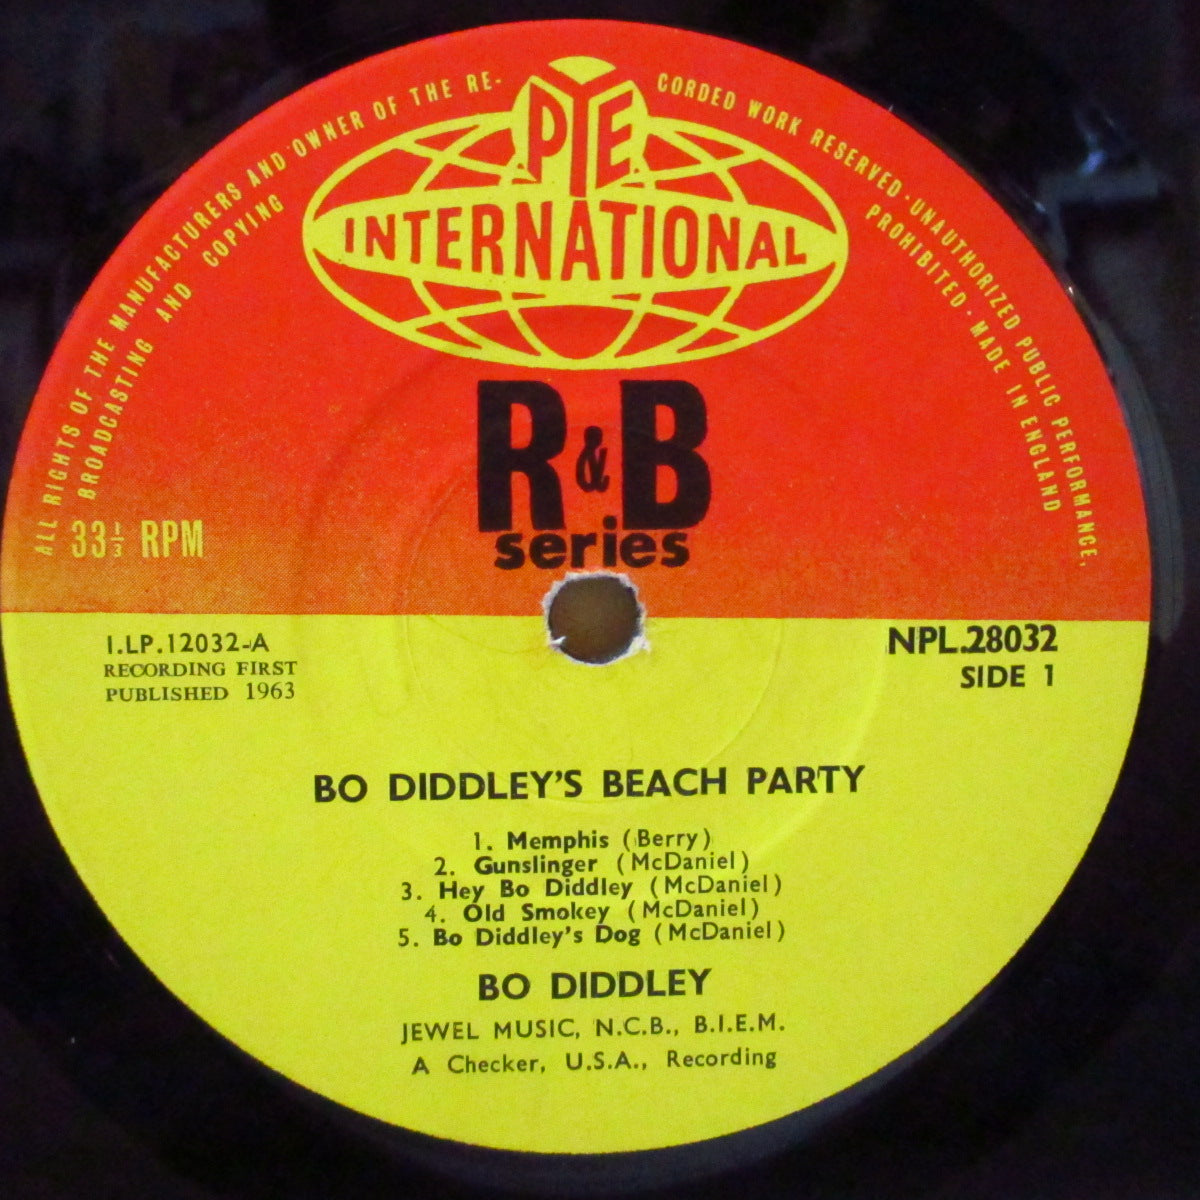 ALL RIGHTS OF THE MANUFACTURERS AND OWNER OF THE RE-CORDED WORK RESERVED · UNAUTHORIZED PUBLIC PERFORMANCE,
BROADCASTING AND COPYING PROHIBITED · MADE IN ENGLAND
PYE
INTERNATIONAL
R&B
series
33⅓ RPM
I.LP.12032-A
RECORDING FIRST
PUBLISHED 1963
NPL.28032
SIDE 1
BO DIDDLEY'S BEACH PARTY
1. Memphis (Berry)
2. Gunslinger (McDaniel)
3. Hey Bo Diddley (McDaniel)
4. Old Smokey (McDaniel)
5. Bo Diddley's Dog (McDaniel)
BO DIDDLEY
JEWEL MUSIC, N.C.B., B.I.E.M.
A Checker, U.S.A., Recording